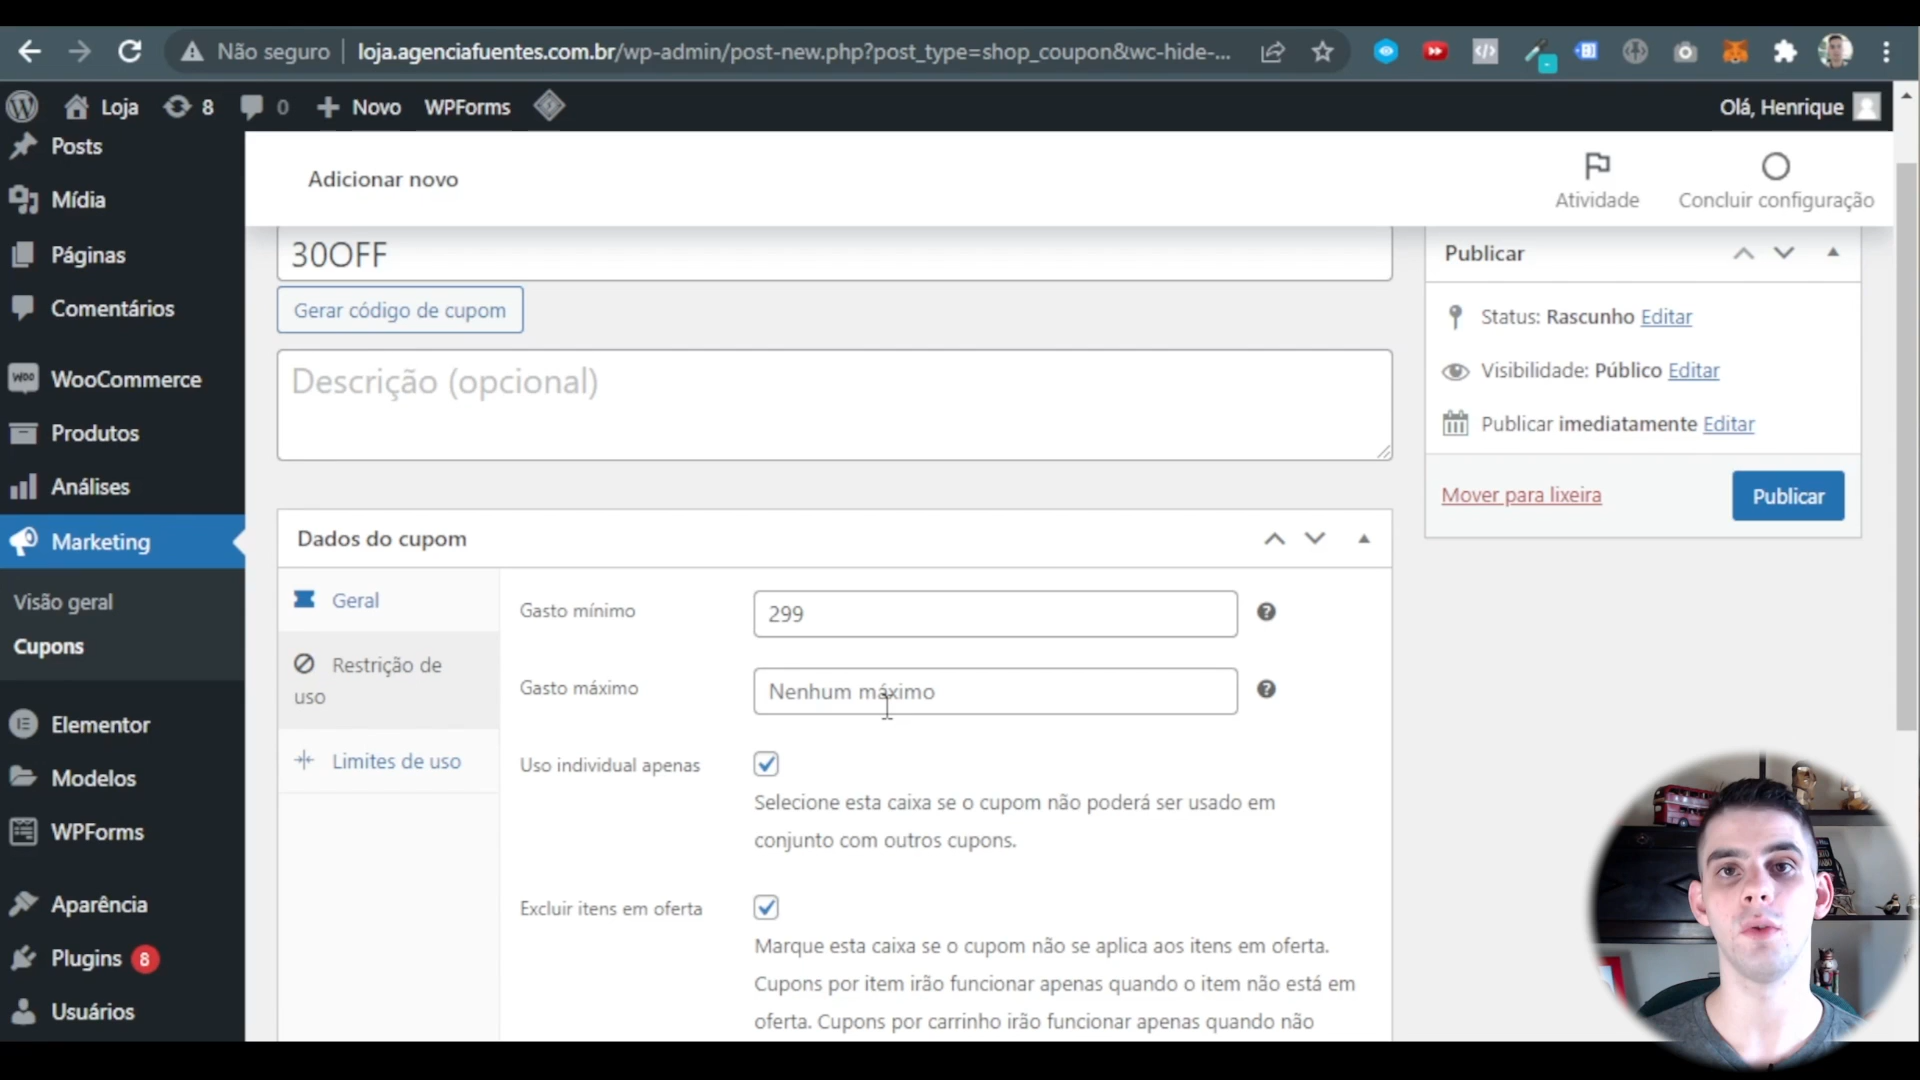 Não seguro
loja.agenciafuentes.com.br/wp-admin/post-new.php?post_type=shop_coupon&wc-hide-...
Loja
8
0
Novo
WPForms
Olá, Henrique
Posts
Mídia
Páginas
Comentários
WooCommerce
Produtos
Análises
Marketing
Visão geral
Cupons
Elementor
Modelos
WPForms
Aparência
Plugins 8
Usuários
Adicionar novo
Atividade
Concluir configuração
30OFF
Gerar código de cupom
Descrição (opcional)
Publicar
Status: Rascunho Editar
Visibilidade: Público Editar
Publicar imediatamente Editar
Mover para lixeira
Publicar
Dados do cupom
Geral
Restrição de
uso
Limites de uso
Gasto mínimo
299
Gasto máximo
Nenhum máximo
Uso individual apenas
Selecione esta caixa se o cupom não poderá ser usado em
conjunto com outros cupons.
Excluir itens em oferta
Marque esta caixa se o cupom não se aplica aos itens em oferta.
Cupons por item irão funcionar apenas quando o item não está em
oferta. Cupons por carrinho irão funcionar apenas quando não